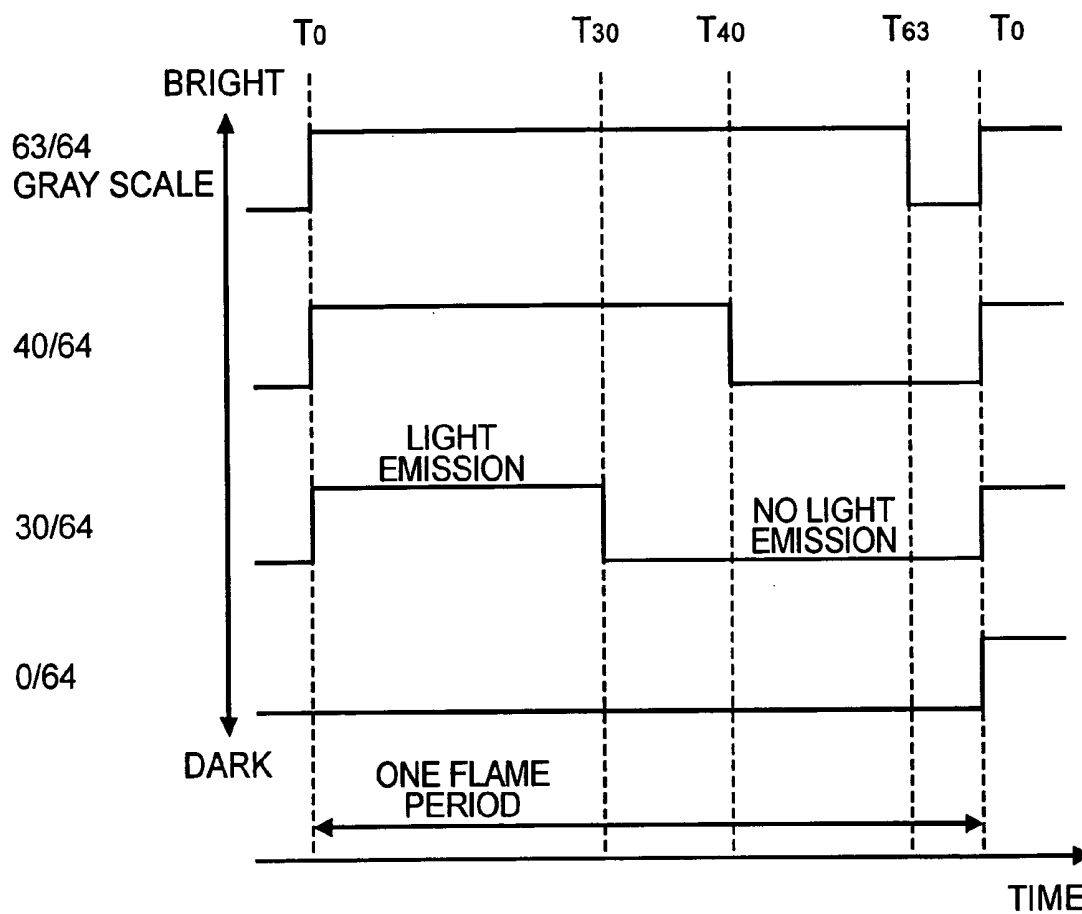 T0 T30 T40 T63 T0
BRIGHT
63/64
GRAY SCALE
40/64
LIGHT
EMISSION
30/64
NO LIGHT
EMISSION
0/64
DARK
ONE FLAME
PERIOD
TIME